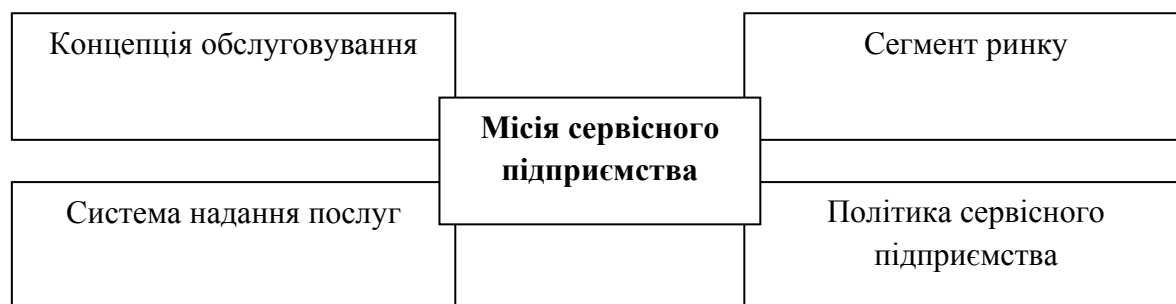 Концепція обслуговування
Сегмент ринку
Місія сервісного
підприємства
Система надання послуг
Політика сервісного
підприємства